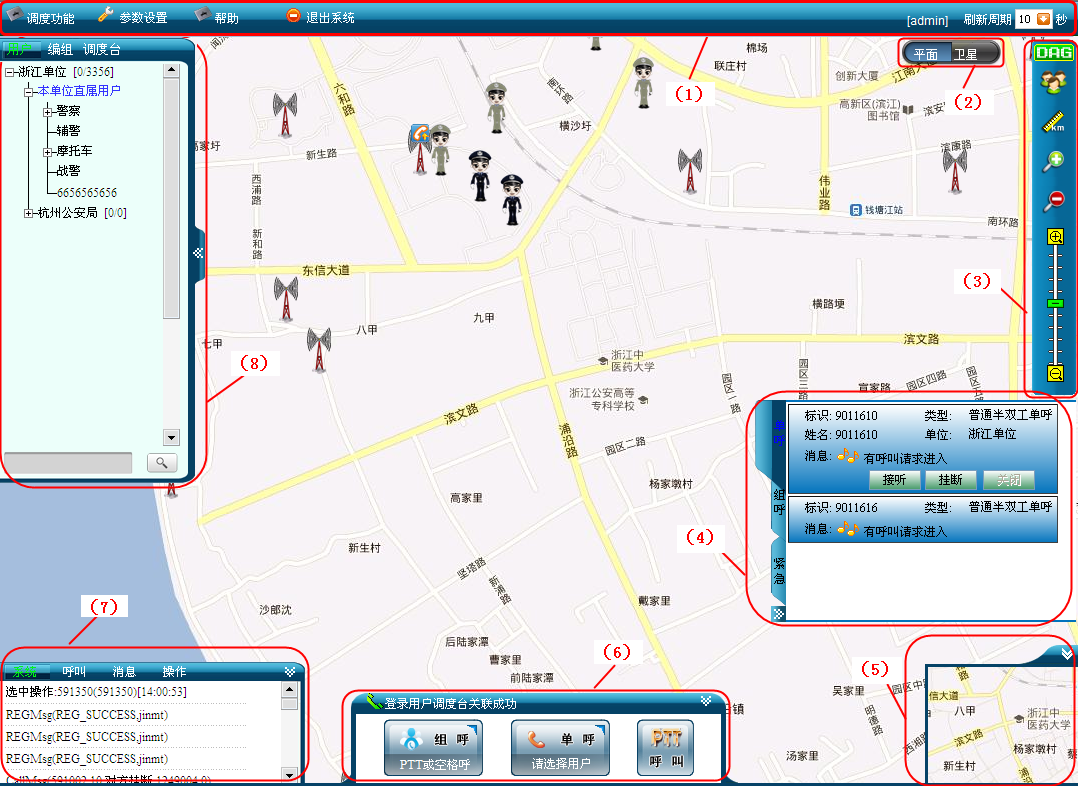 调度功能 参数设置 帮助 退出系统 [admin] 刷新周期 10 秒
(1)
平面 卫星
(2)
DAG
km
(3)
用户 编组 调度台
浙江单位 [0/3356]
本单位直属用户
警察
辅警
摩托车
战警
6656565656
杭州公安局 [0/0]
(8)
棉场
联庄村
创新大厦
江南大
高新区(滨江)
图书馆
滨安
滨康路
南环路
六和路
横沙圩
新生路
西浦路
伟业路
钱塘江站
南环路
新和路
东信大道
九甲
八甲
七甲
横路埂
滨文路
浙江中
医药大学
浙江公安高等
专科学校
园区一路
园区三路
官家路
园区四路
园区五路
滨文路
浦沿路
园区二路
杨家墩村
高家里
新生村
坚塔路
新浦路
沙郎沈
戴家里
后陆家潭
曹家里
前陆家潭
吴家里
明德路
汤家里
单呼
组呼
紧急
标识: 9011610 类型: 普通半双工单呼
姓名: 9011610 单位: 浙江单位
消息: 有呼叫请求进入
接听 挂断 关闭
标识: 9011616 类型: 普通半双工单呼
消息: 有呼叫请求进入
(4)
(5)
信大道
八甲
浙江中
医药大
滨文路
杨家墩村
新生村
(6)
登录用户调度台关联成功
组 呼
PTT或空格呼
单 呼
请选择用户
PTT
呼 叫
(7)
系统 呼叫 消息 操作
选中操作:591350(591350)[14:00:53]
REGMsg(REG_SUCCESS,jinmt)
REGMsg(REG_SUCCESS,jinmt)
REGMsg(REG_SUCCESS,jinmt)